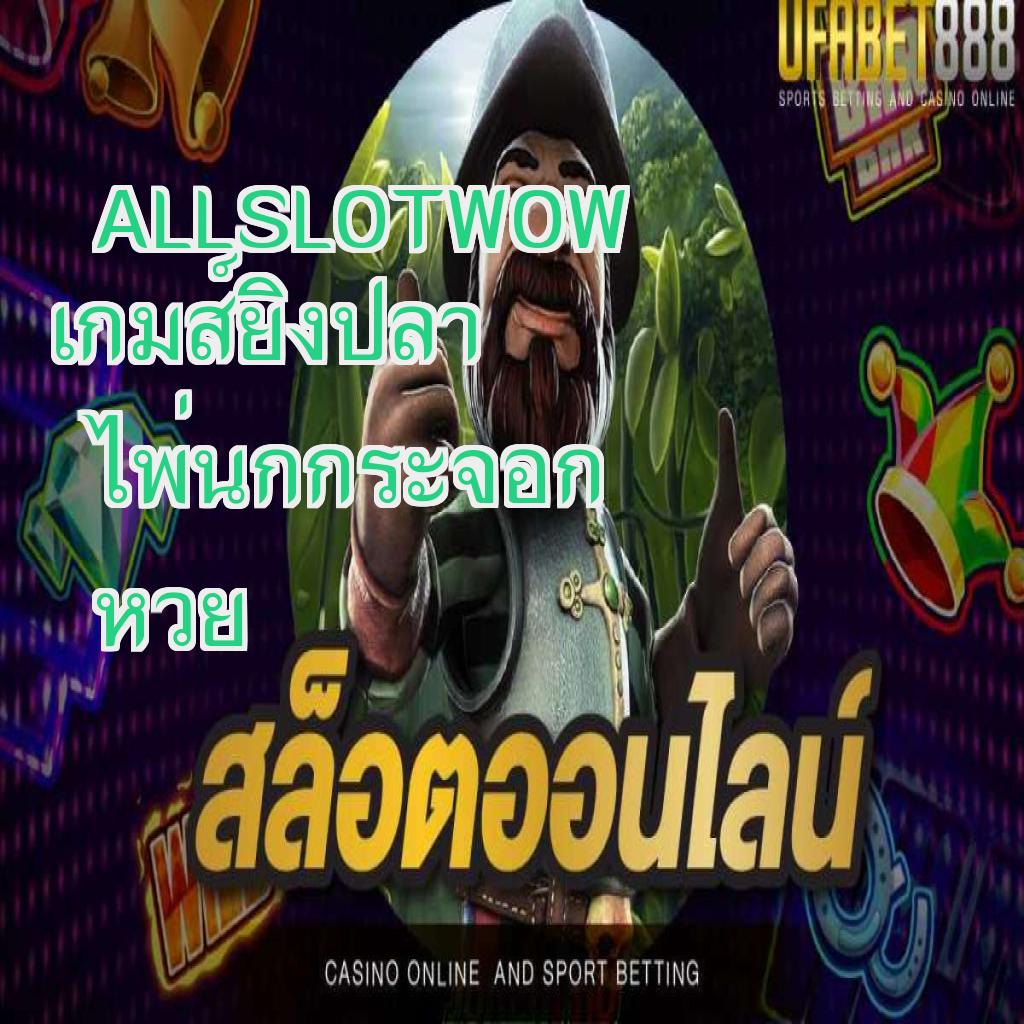 UFABET888
SPORTS BETTING AND CASINO ONLINE
BAR
ALLSLOTWOW
เกมส์ยิงปลา
ไพ่นกกระจอก
หวย
สล็อตออนไลน์
CASINO ONLINE AND SPORT BETTING